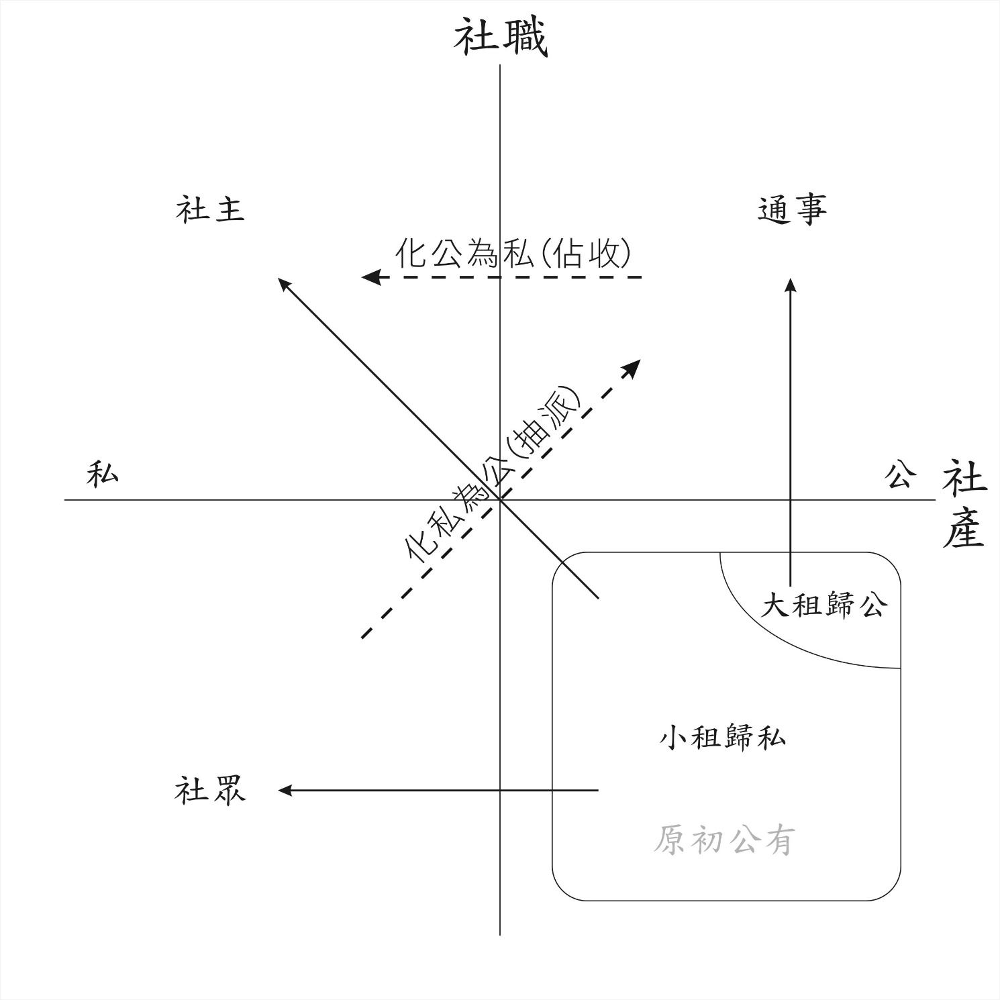 社職
社主
通事
化公為私(佔收)
化私為公(抽派)
私
公
社產
大租歸公
小租歸私
社眾
原初公有